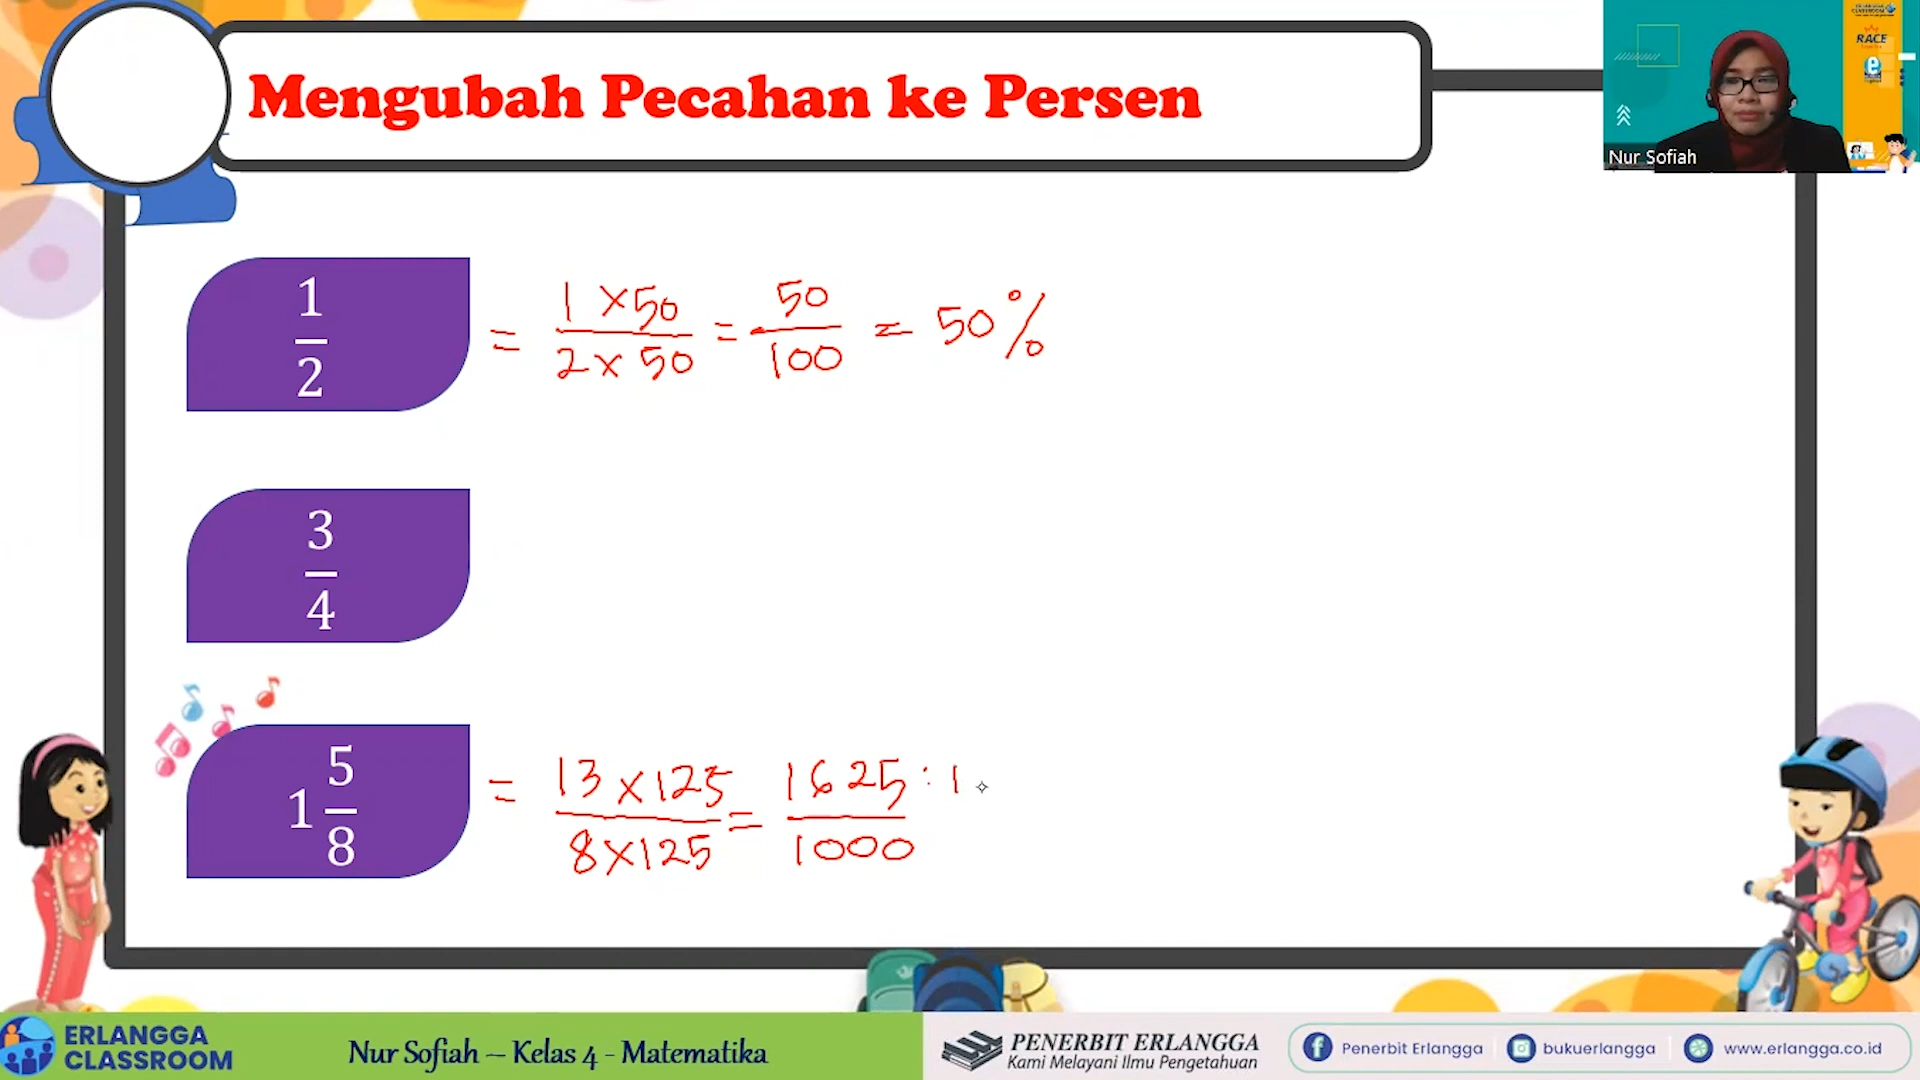 Mengubah Pecahan ke Persen
Nur Sofiah
RACE
1/2 = 1 x 50 / 2 x 50 = 50/100 = 50%
3/4
1 5/8 = 13 x 125 / 8 x 125 = 1625 : 1 / 1000
ERLANGGA CLASSROOM
Nur Sofiah – Kelas 4 - Matematika
PENERBIT ERLANGGA
Kami Melayani Ilmu Pengetahuan
Penerbit Erlangga
bukuerlangga
www.erlangga.co.id